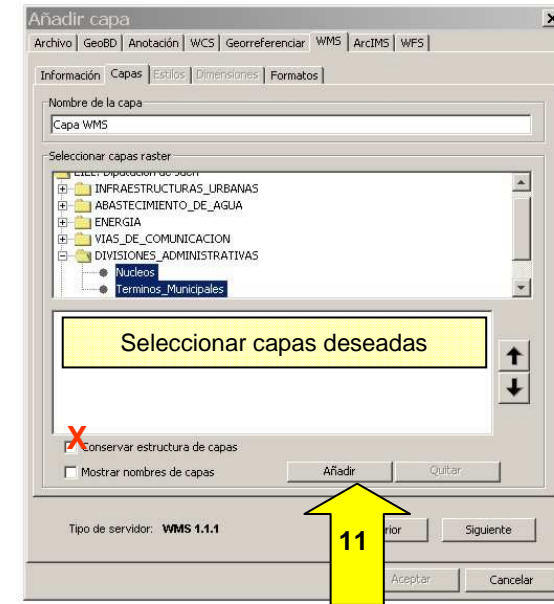 Añadir capa
Archivo GeoBD Anotación WCS Georreferenciar WMS ArcIMS WFS
Información Capas Estilos Dimensiones Formatos
Nombre de la capa
Capa WMS
Seleccionar capas raster
INFRAESTRUCTURAS_URBANAS
ABASTECIMIENTO_DE_AGUA
ENERGIA
VIAS_DE_COMUNICACION
DIVISIONES_ADMINISTRATIVAS
Nucleos
Terminos_Municipales
Seleccionar capas deseadas
X
Conservar estructura de capas
Mostrar nombres de capas Añadir Quitar
Tipo de servidor: WMS 1.1.1 rior Siguiente
11
Aceptar Cancelar